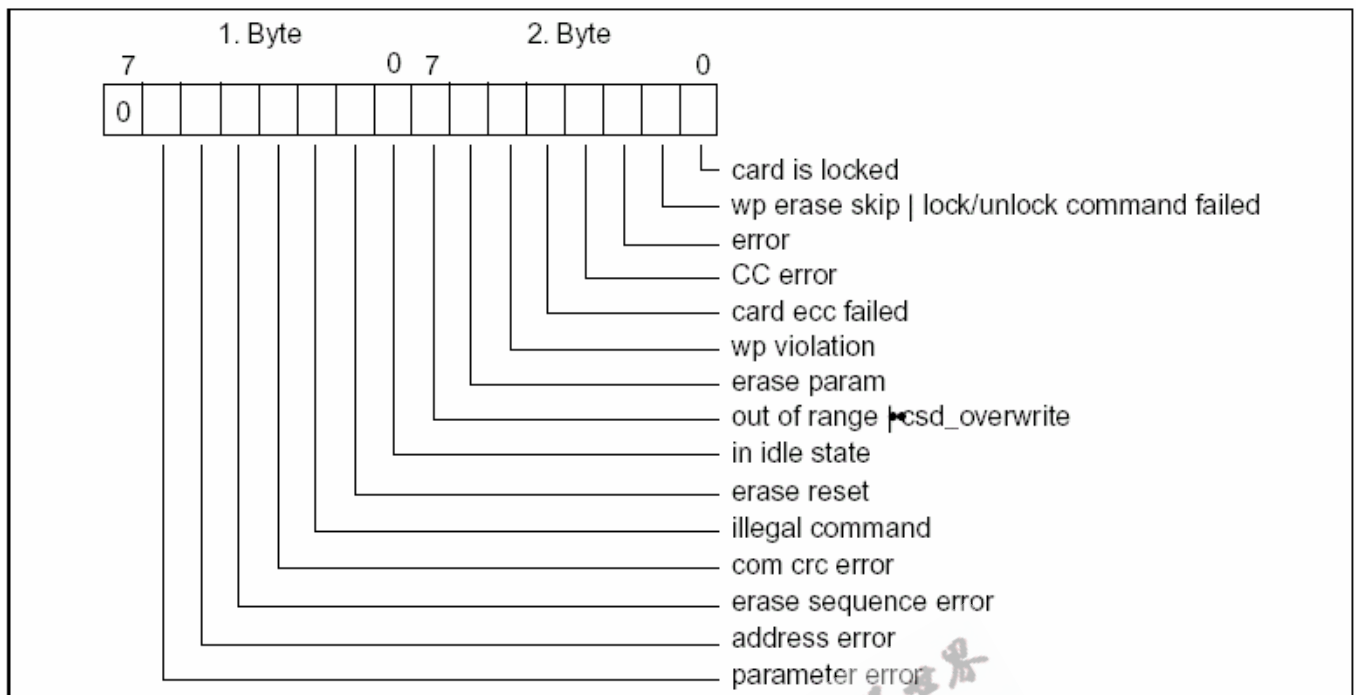 1. Byte 2. Byte
7 0 7 0
0
card is locked
wp erase skip | lock/unlock command failed
error
CC error
card ecc failed
wp violation
erase param
out of range | csd_overwrite
in idle state
erase reset
illegal command
com crc error
erase sequence error
address error
parameter error